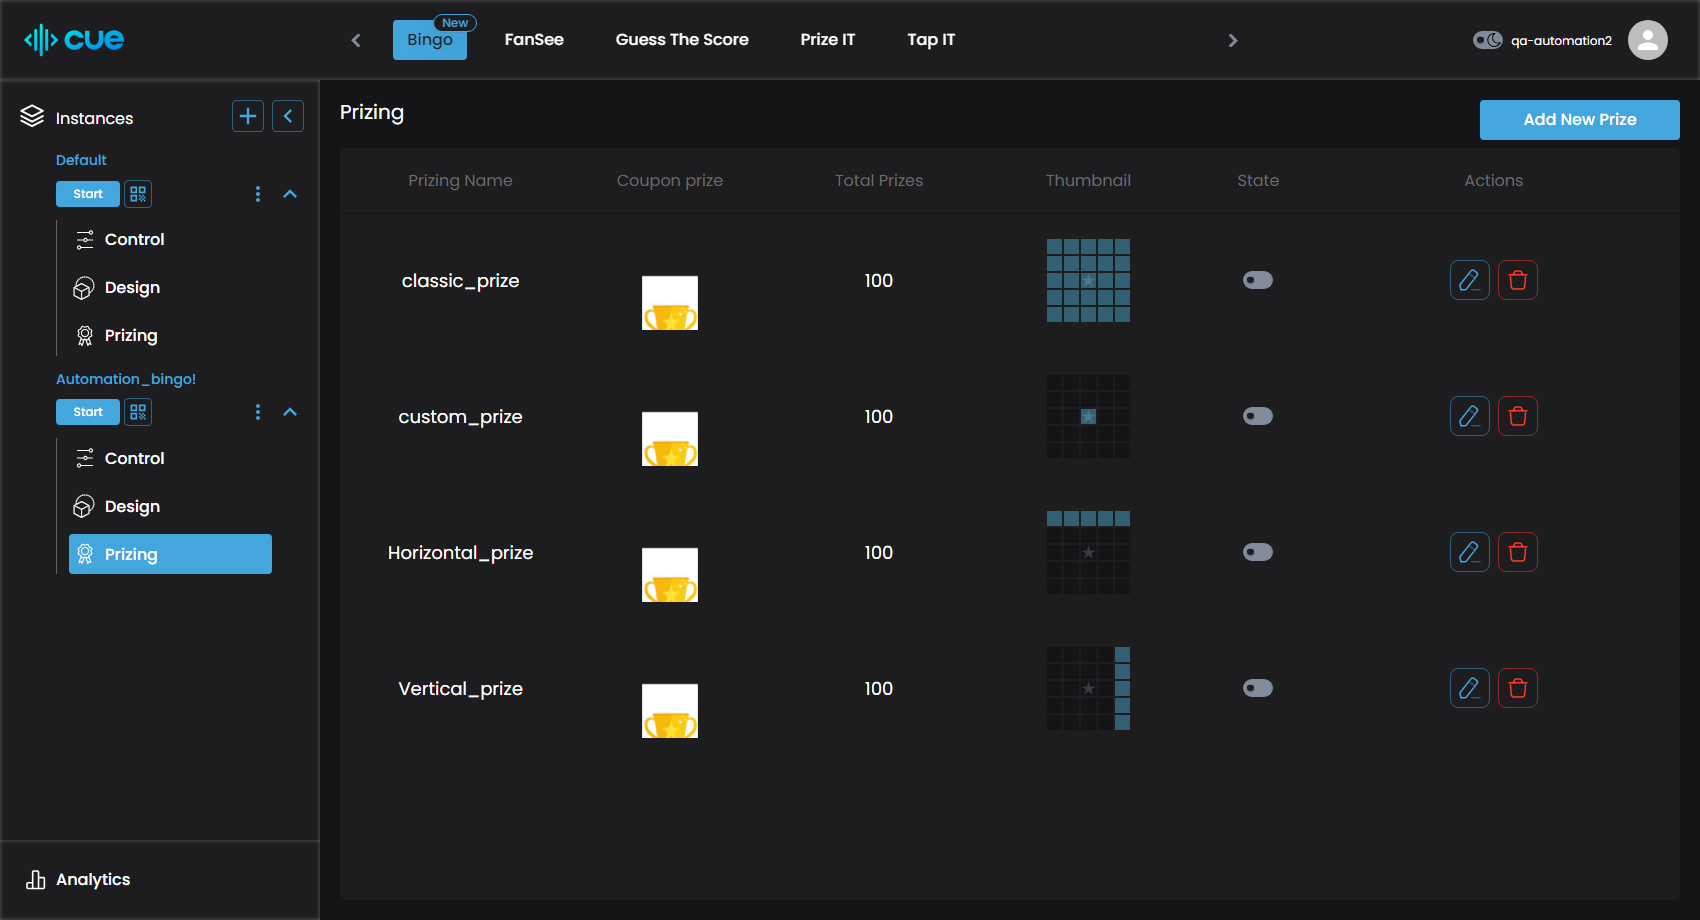 cue
New
Bingo FanSee Guess The Score Prize IT Tap IT
qa-automation2
Instances
Default
Start
Control
Design
Prizing
Automation_bingo!
Start
Control
Design
Prizing
Analytics
Prizing
Add New Prize
Prizing Name Coupon prize Total Prizes Thumbnail State Actions
classic_prize 100
custom_prize 100
Horizontal_prize 100
Vertical_prize 100